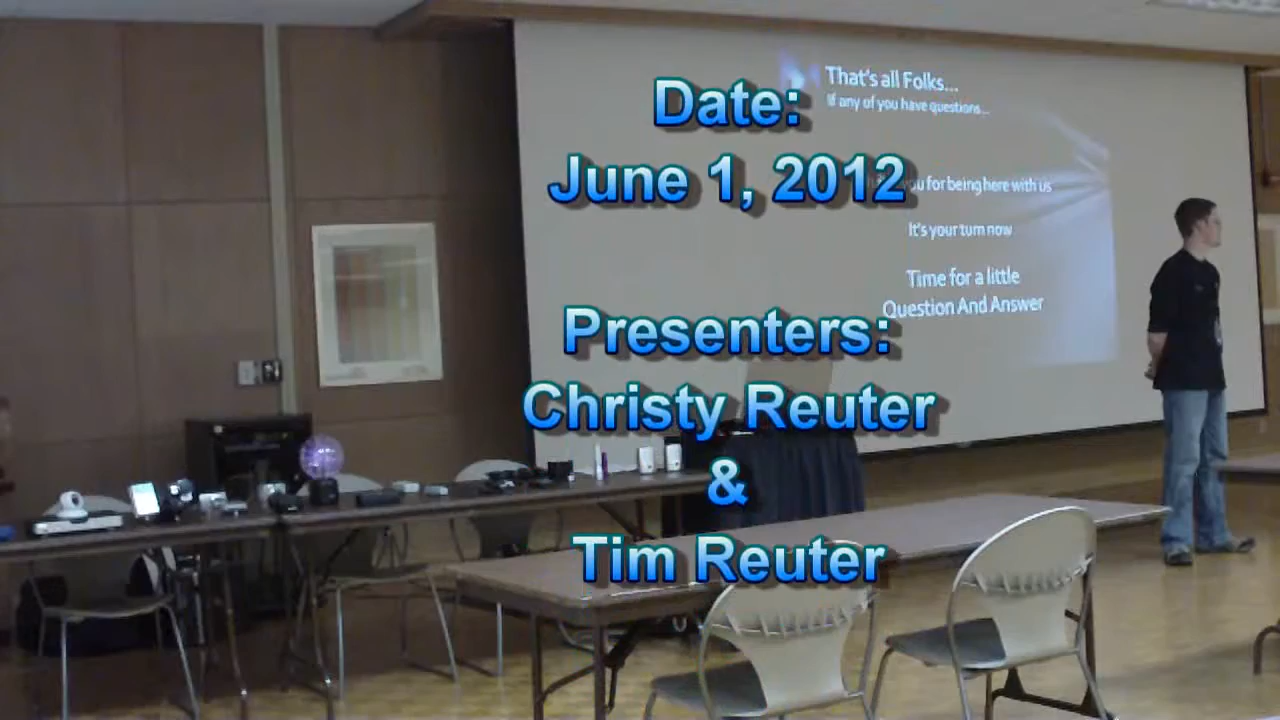 Date:
June 1, 2012
Presenters:
Christy Reuter
&
Tim Reuter
That's all Folks...
If any of you have questions...
you for being here with us
It's your turn now
Time for a little
Question And Answer